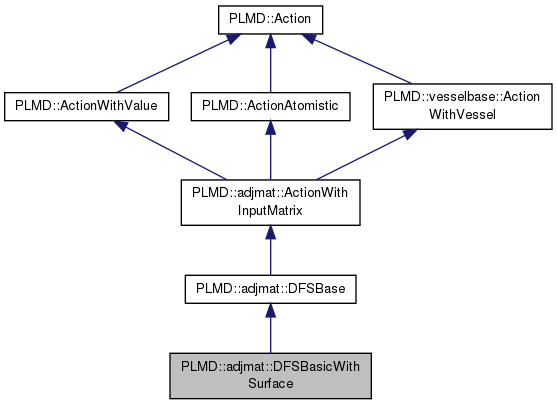 PLMD::Action
PLMD::ActionWithValue
PLMD::ActionAtomistic
PLMD::vesselbase::Action
WithVessel
PLMD::adjmat::ActionWith
InputMatrix
PLMD::adjmat::DFSBase
PLMD::adjmat::DFSBasicWith
Surface